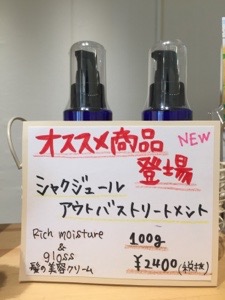 オススメ商品
NEW
登場
シャクジュール
アウトバストリートメント
Rich moisture
&
gloss
髪の美容クリーム
100g
¥2400(税抜)